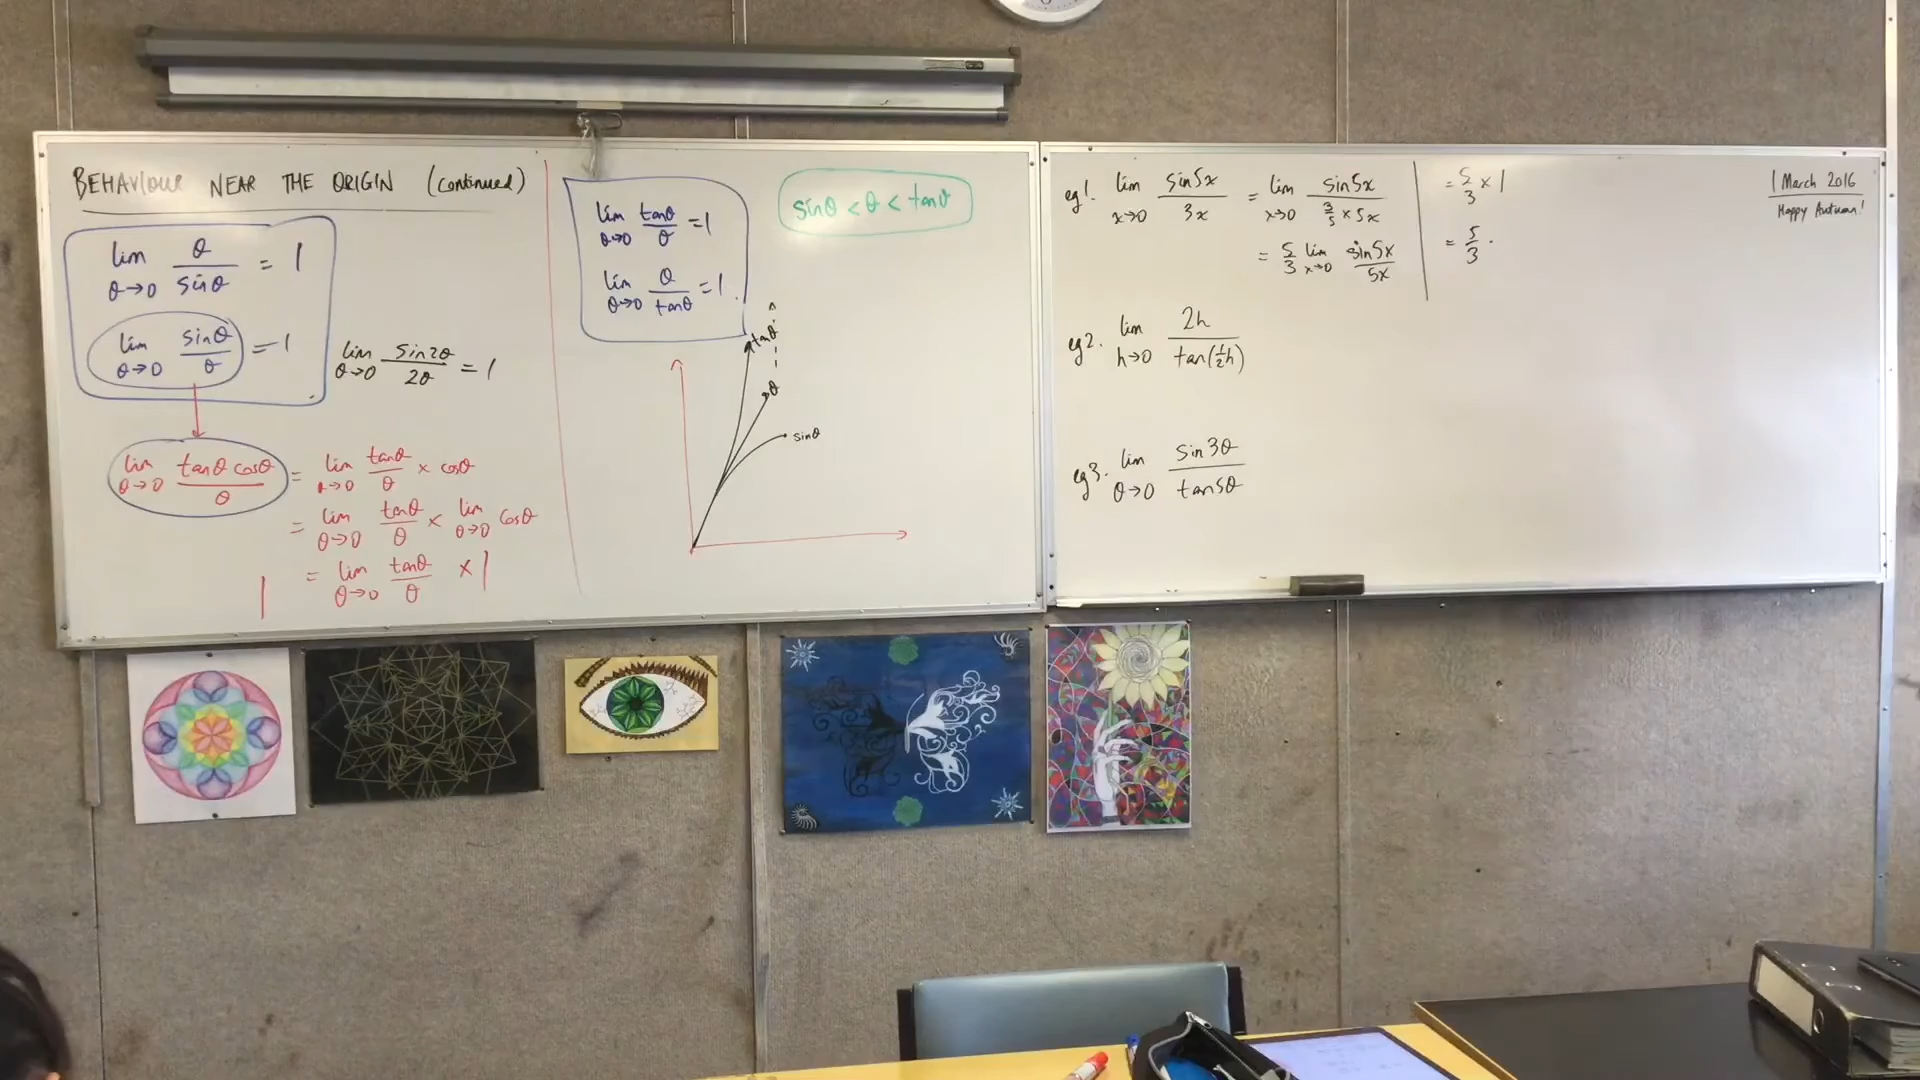 BEHAVIOUR NEAR THE ORIGIN (continued)
lim θ→0 θ/sinθ = 1
lim θ→0 sinθ/θ = 1
lim θ→0 sin2θ/2θ = 1
lim θ→0 tanθ cosθ/θ = lim θ→0 tanθ/θ × cosθ
= lim θ→0 tanθ/θ × lim θ→0 cosθ
1 = lim θ→0 tanθ/θ × 1
lim θ→0 tanθ/θ = 1
lim θ→0 θ/tanθ = 1.
sinθ < θ < tanθ
tanθ
θ
sinθ
eg1. lim x→0 sin5x/3x = lim x→0 sin5x/(3/5 × 5x)
= 5/3 lim x→0 sin5x/5x
= 5/3 × 1
= 5/3.
eg2. lim h→0 2h/tan(1/2h)
eg3. lim θ→0 sin3θ/tan5θ
1 March 2016
Happy Autumn!